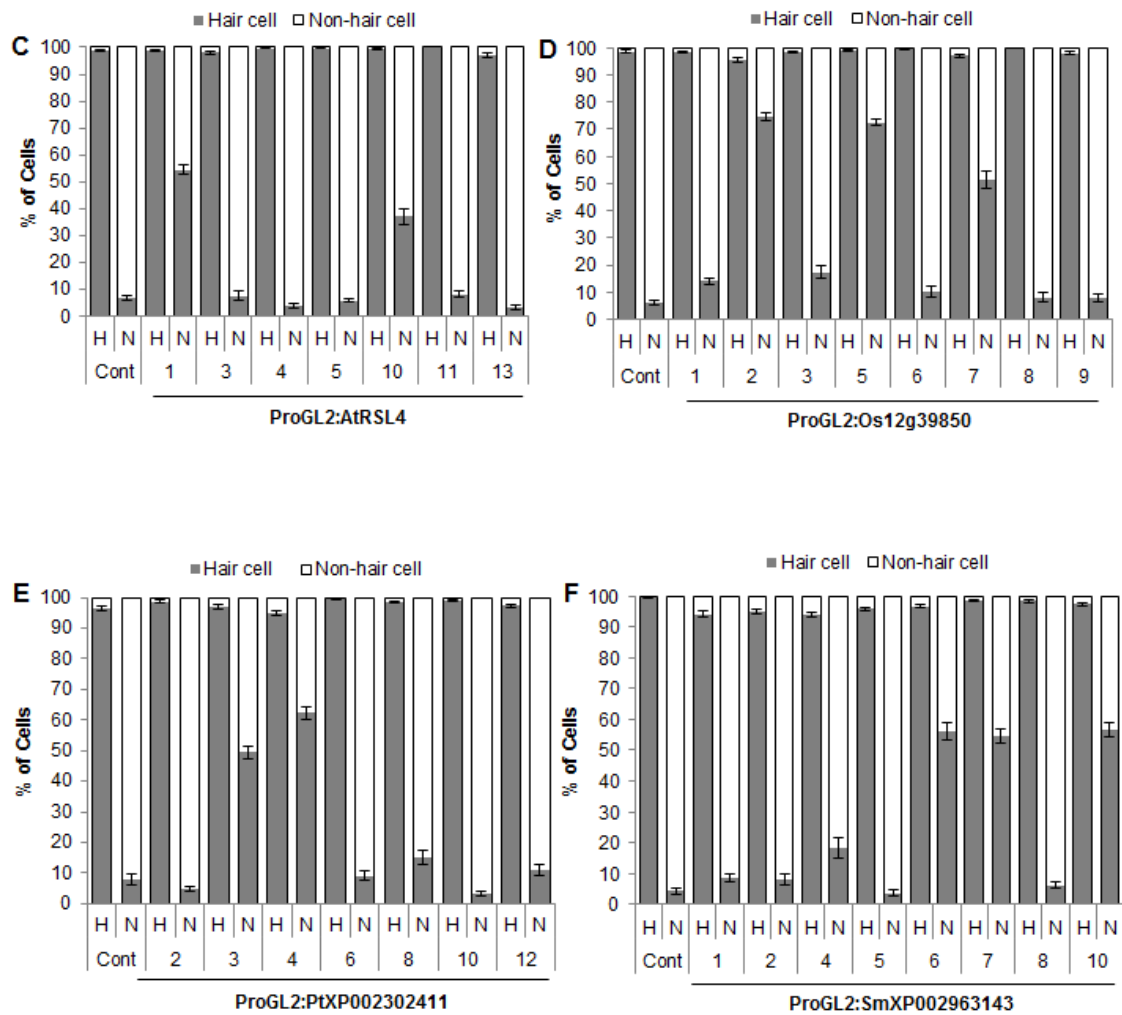 Hair cell Non-hair cell
C
% of Cells
100
90
80
70
60
50
40
30
20
10
0
H N H N H N H N H N H N H N H N
Cont 1 3 4 5 10 11 13
ProGL2:AtRSL4
Hair cell Non-hair cell
D
% of Cells
100
90
80
70
60
50
40
30
20
10
0
H N H N H N H N H N H N H N H N H N
Cont 1 2 3 5 6 7 8 9
ProGL2:Os12g39850
Hair cell Non-hair cell
E
% of Cells
100
90
80
70
60
50
40
30
20
10
0
H N H N H N H N H N H N H N H N
Cont 2 3 4 6 8 10 12
ProGL2:PtXP002302411
Hair cell Non-hair cell
F
% of Cells
100
90
80
70
60
50
40
30
20
10
0
H N H N H N H N H N H N H N H N H N
Cont 1 2 4 5 6 7 8 10
ProGL2:SmXP002963143